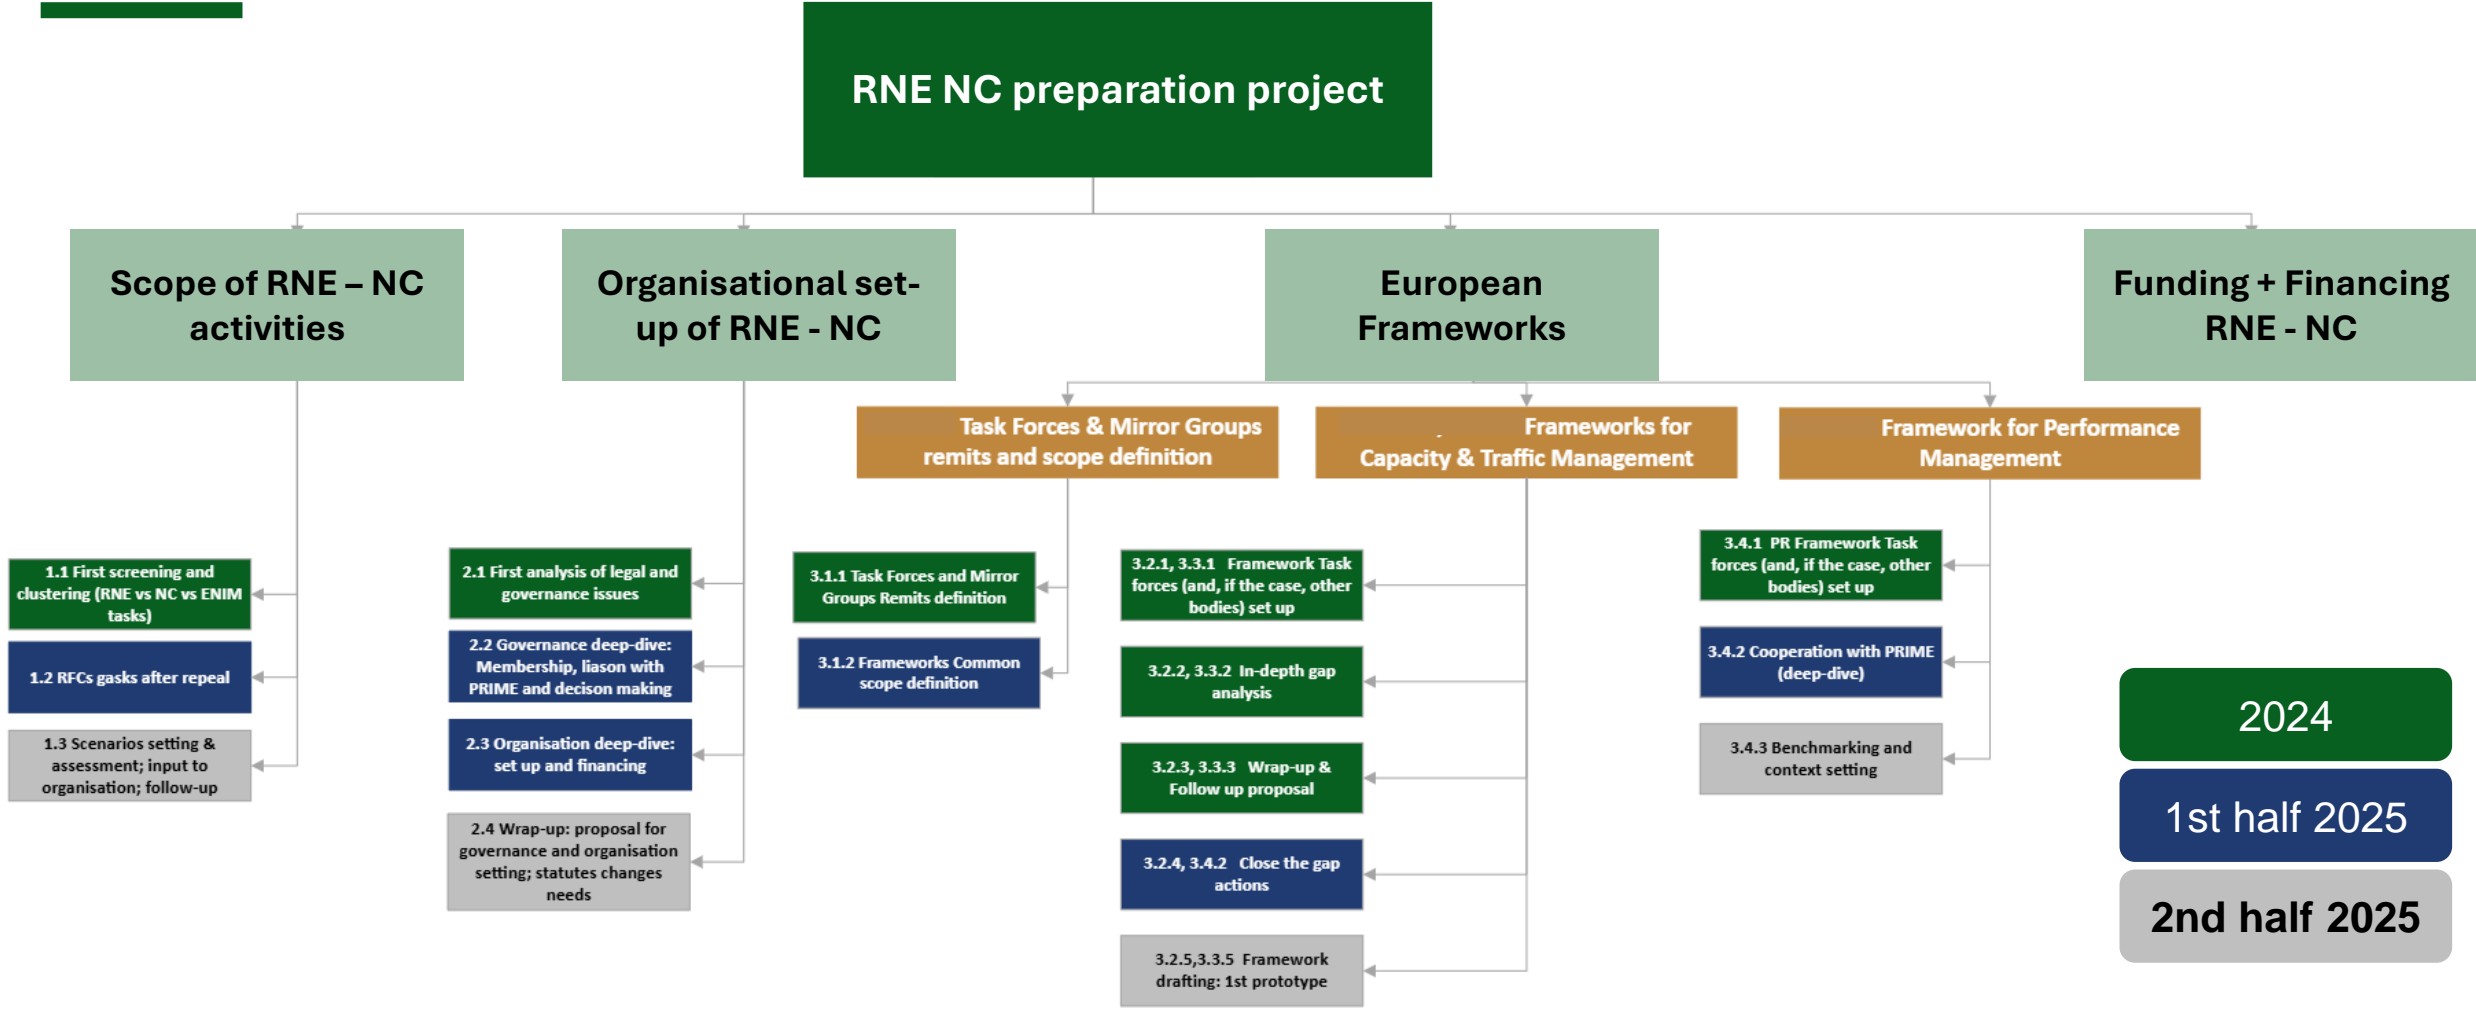 RNE NC preparation project
Scope of RNE – NC
activities
Organisational set-
up of RNE - NC
European
Frameworks
Funding + Financing
RNE - NC
Task Forces & Mirror Groups
remits and scope definition
Frameworks for
Capacity & Traffic Management
Framework for Performance
Management
1.1 First screening and
clustering (RNE vs NC vs ENIM
tasks)
1.2 RFCs gasks after repeal
1.3 Scenarios setting &
assessment; input to
organisation; follow-up
2.1 First analysis of legal and
governance issues
2.2 Governance deep-dive:
Membership, liason with
PRIME and decison making
2.3 Organisation deep-dive:
set up and financing
2.4 Wrap-up: proposal for
governance and organisation
setting; statutes changes
needs
3.1.1 Task Forces and Mirror
Groups Remits definition
3.1.2 Frameworks Common
scope definition
3.2.1, 3.3.1 Framework Task
forces (and, if the case, other
bodies) set up
3.2.2, 3.3.2 In-depth gap
analysis
3.2.3, 3.3.3 Wrap-up &
Follow up proposal
3.2.4, 3.4.2 Close the gap
actions
3.2.5,3.3.5 Framework
drafting: 1st prototype
3.4.1 PR Framework Task
forces (and, if the case, other
bodies) set up
3.4.2 Cooperation with PRIME
(deep-dive)
3.4.3 Benchmarking and
context setting
2024
1st half 2025
2nd half 2025